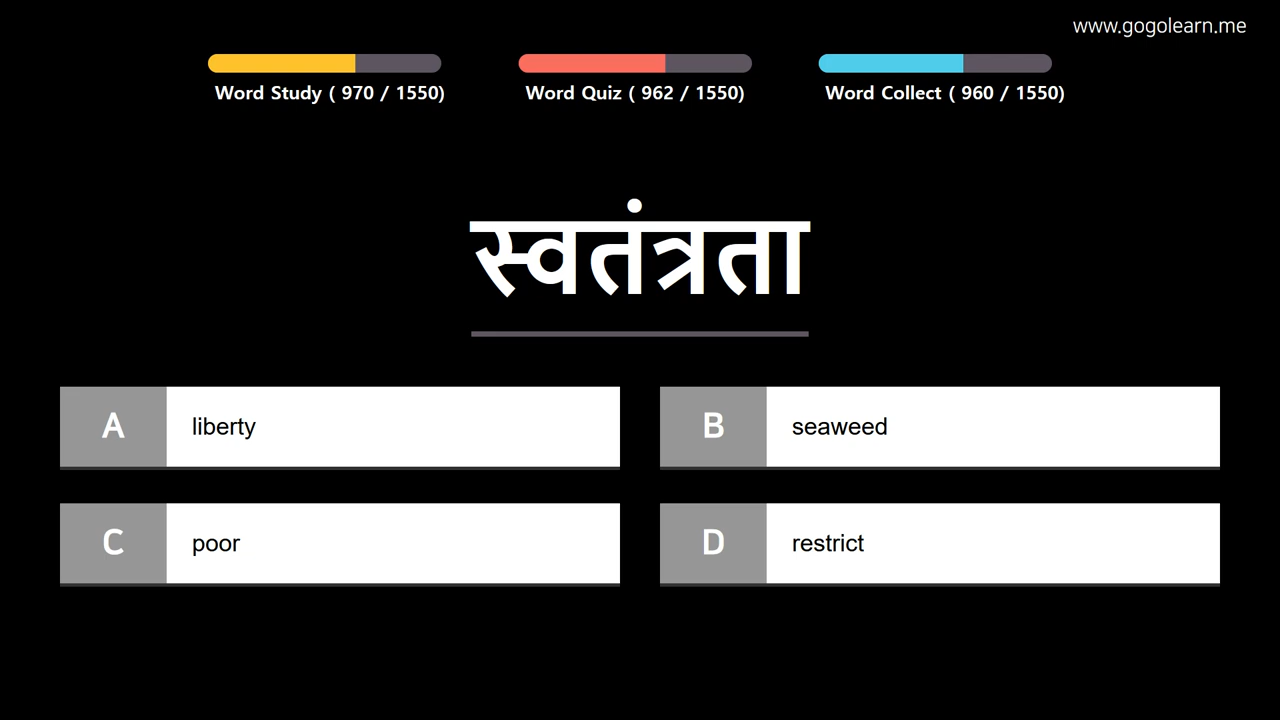 www.gogolearn.me
Word Study ( 970 / 1550)
Word Quiz ( 962 / 1550)
Word Collect ( 960 / 1550)
स्वतंत्रता
A liberty
B seaweed
C poor
D restrict